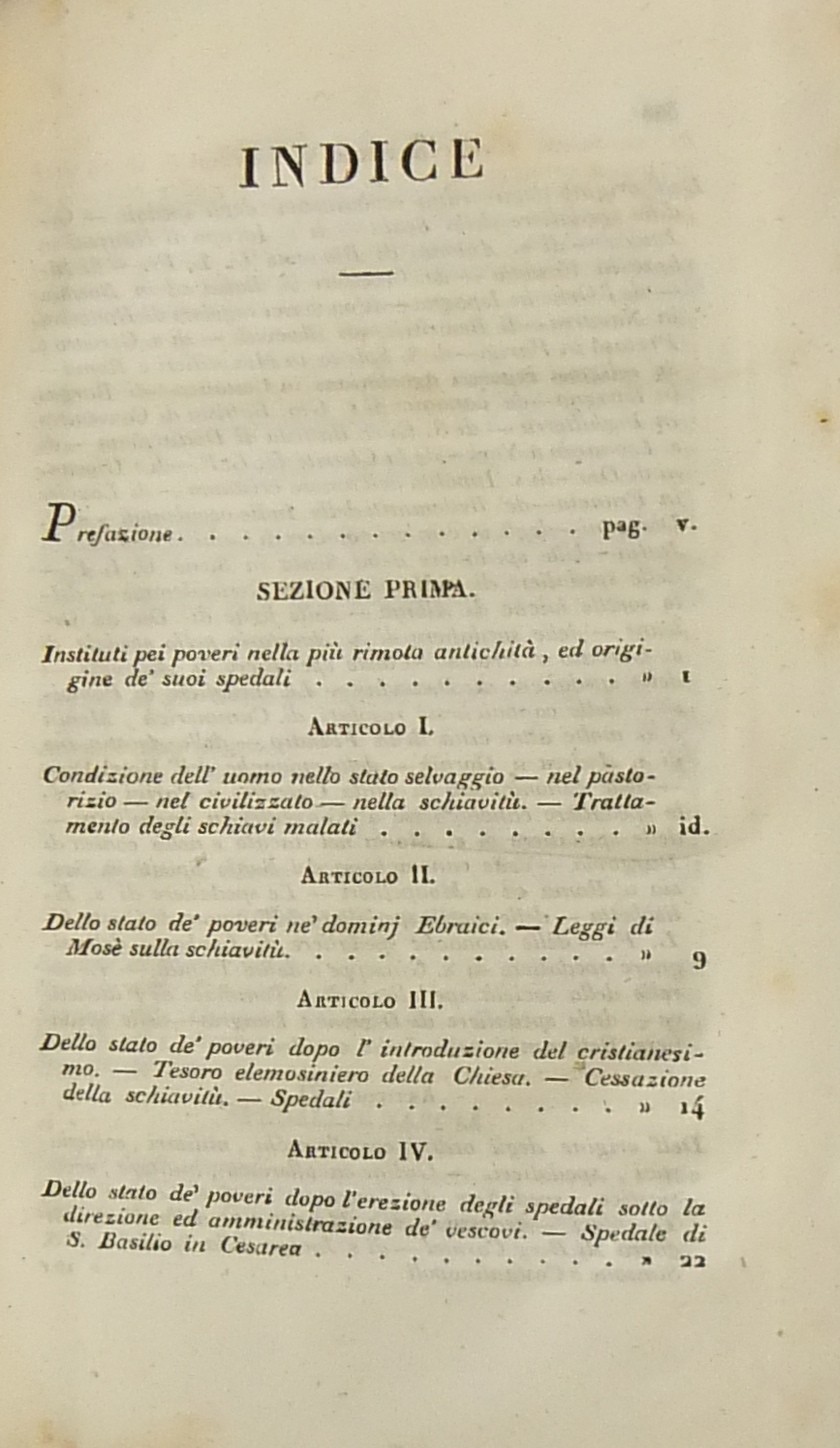 INDICE
Prefazione . . . . . . . . . . . . . pag. v.
SEZIONE PRIMA.
Instituti pei poveri nella più rimota antichità , ed origi-
gine de' suoi spedali . . . . . . . . . . » 1
Articolo I.
Condizione dell' uomo nello stato selvaggio — nel pasto-
rizio — nel civilizzato — nella schiavitù. — Tratta-
mento degli schiavi malati . . . . . . . . » id.
Articolo II.
Dello stato de' poveri ne' dominj Ebraici. — Leggi di
Mosè sulla schiavitù. . . . . . . . . . . » 9
Articolo III.
Dello stato de' poveri dopo l' introduzione del cristianesi-
mo. — Tesoro elemosiniero della Chiesa. — Cessazione
della schiavitù. — Spedali . . . . . . . . » 14
Articolo IV.
Dello stato de' poveri dopo l'erezione degli spedali sotto la
direzione ed amministrazione de' vescovi. — Spedale di
S. Basilio in Cesarea . . . . . . . . . . » 22